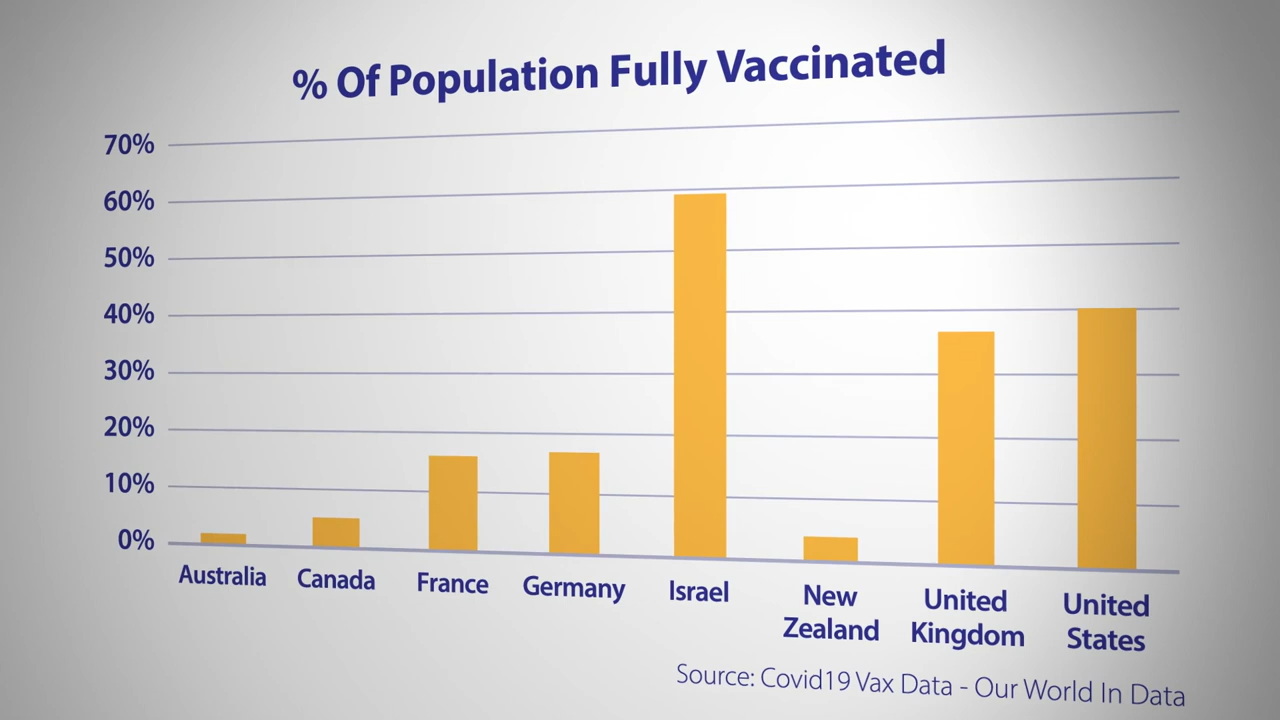 % Of Population Fully Vaccinated
70%
60%
50%
40%
30%
20%
10%
0%
Australia
Canada
France
Germany
Israel
New
Zealand
United
Kingdom
United
States
Source: Covid19 Vax Data - Our World In Data